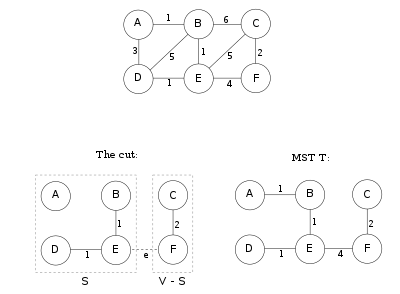 A 1 B 6 C
3 5 1 5 2
D 1 E 4 F
The cut:
A B C
1 2
D 1 E e F
S V - S
MST T:
A 1 B C
1 2
D 1 E 4 F